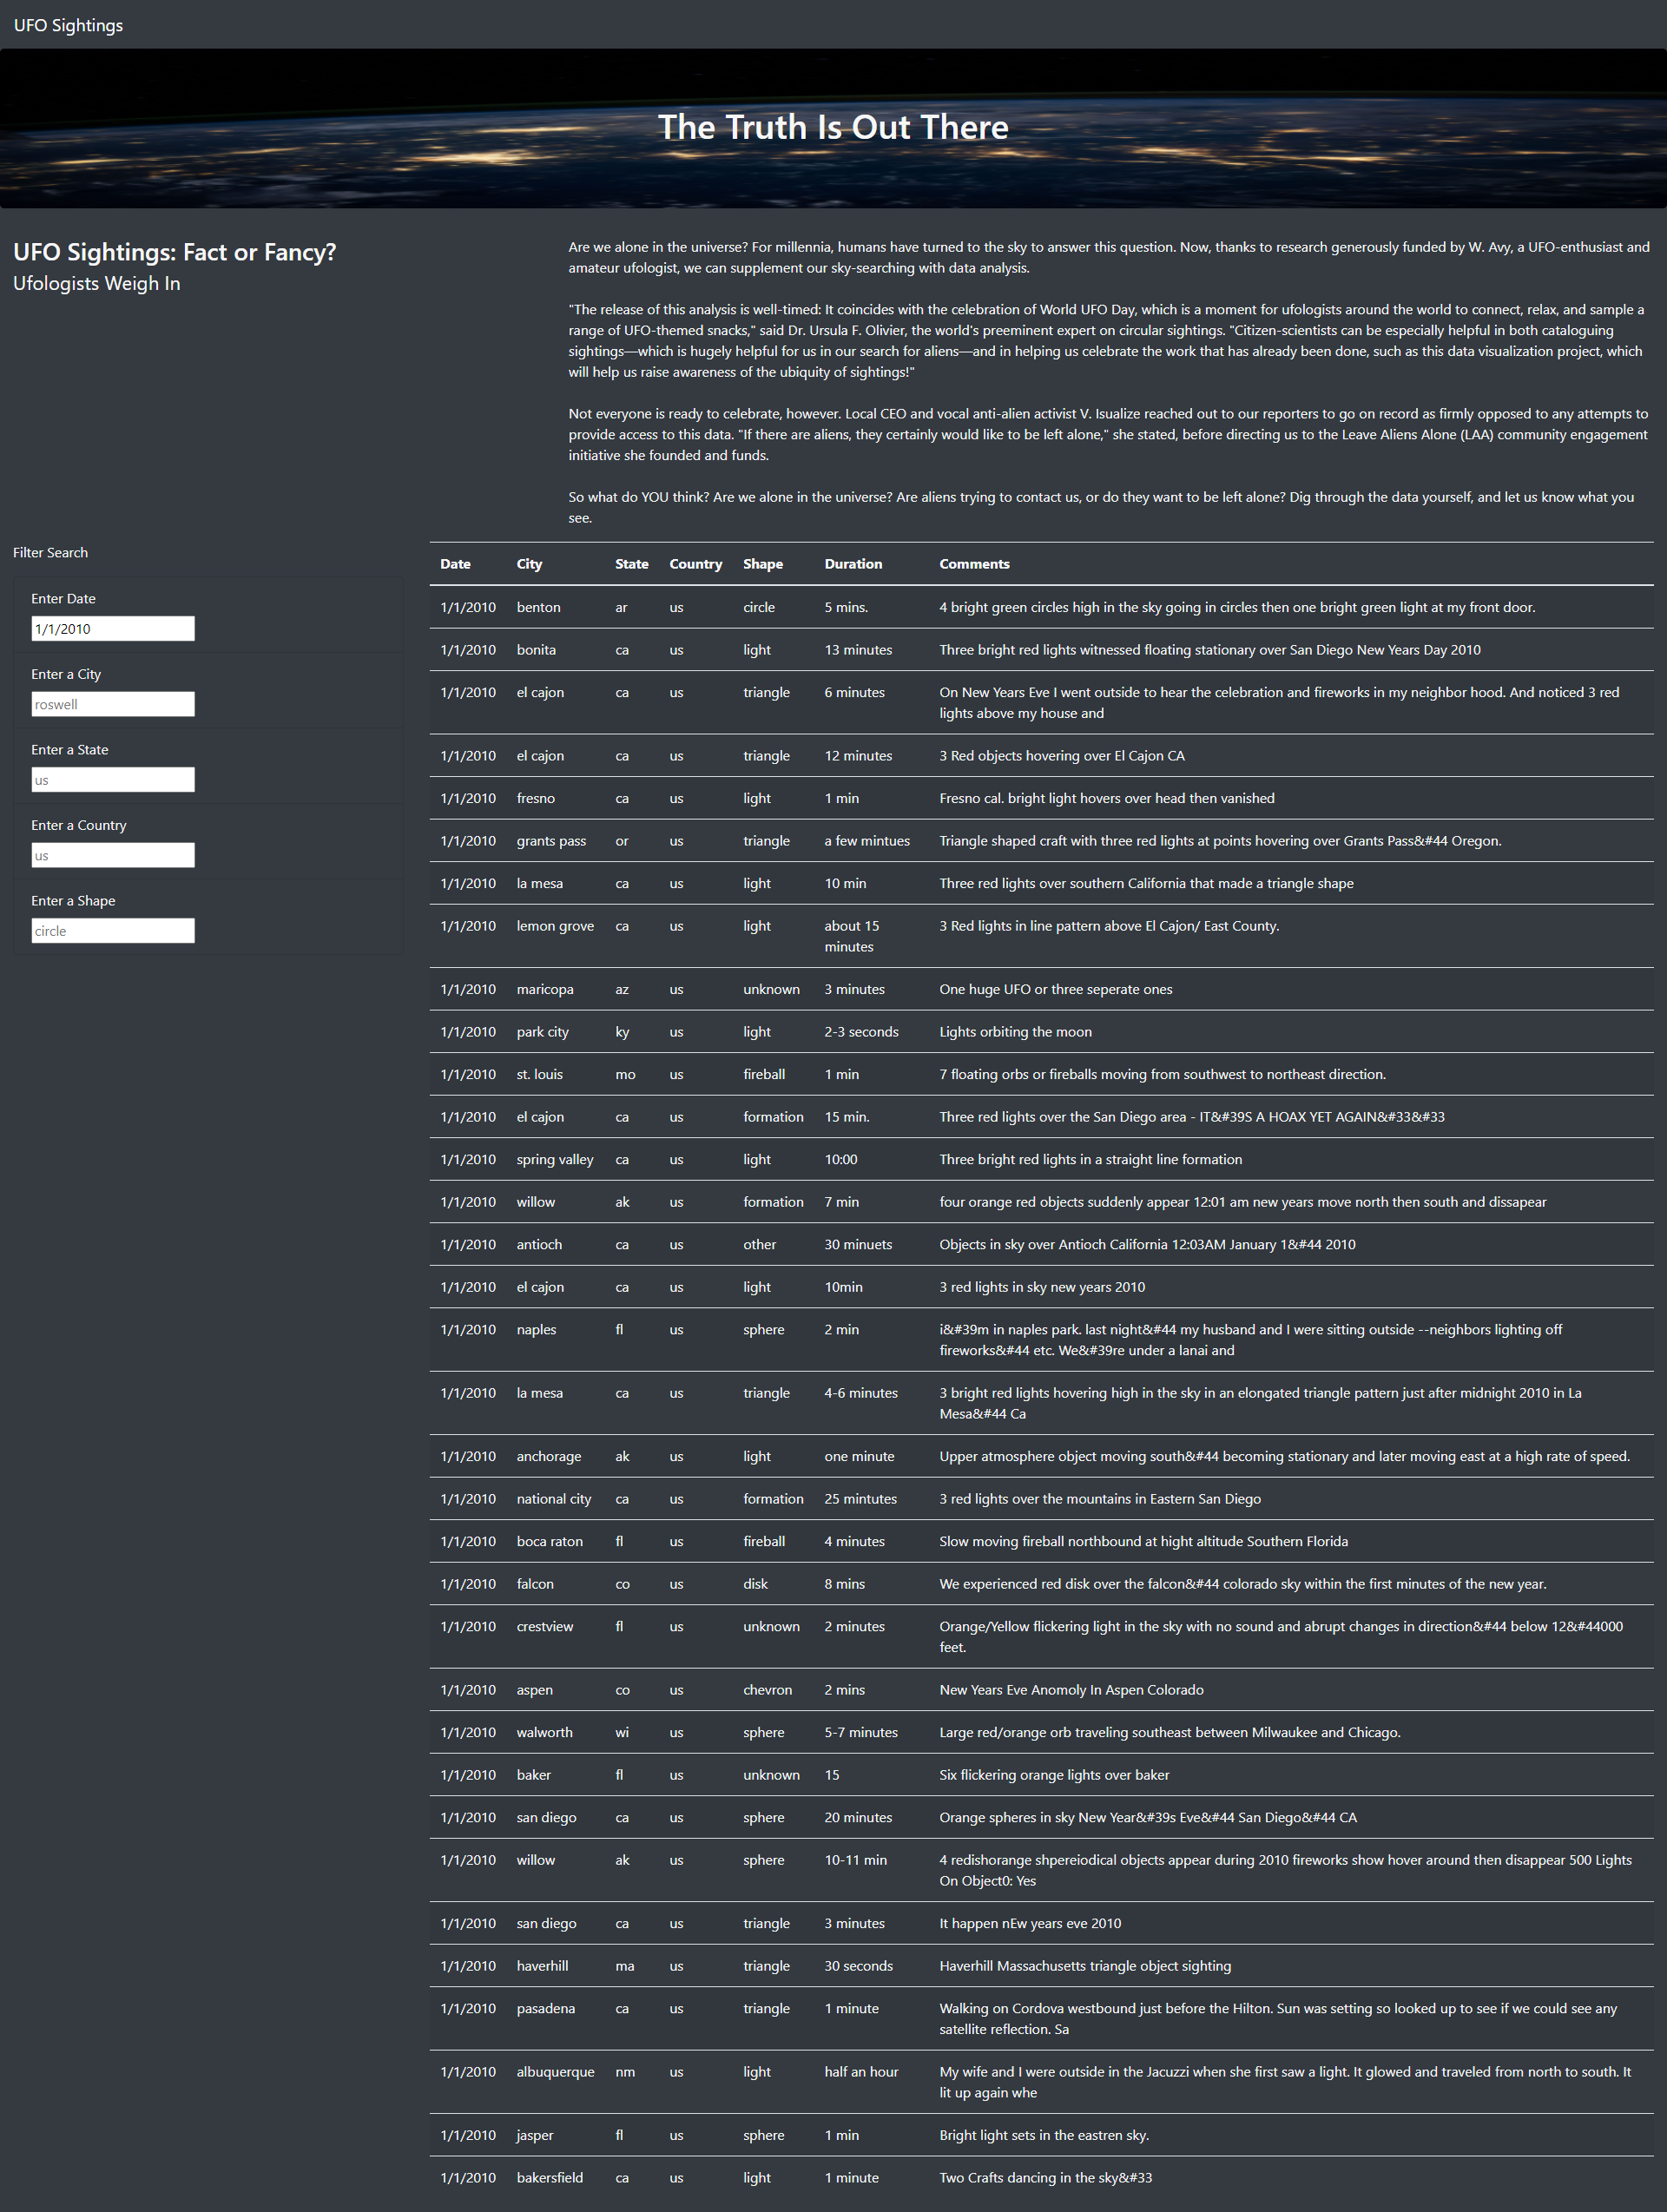 UFO Sightings
The Truth Is Out There
UFO Sightings: Fact or Fancy?
Ufologists Weigh In
Are we alone in the universe? For millennia, humans have turned to the sky to answer this question. Now, thanks to research generously funded by W. Avy, a UFO-enthusiast and
amateur ufologist, we can supplement our sky-searching with data analysis.
"The release of this analysis is well-timed: It coincides with the celebration of World UFO Day, which is a moment for ufologists around the world to connect, relax, and sample a
range of UFO-themed snacks," said Dr. Ursula F. Olivier, the world's preeminent expert on circular sightings. "Citizen-scientists can be especially helpful in both cataloguing
sightings—which is hugely helpful for us in our search for aliens—and in helping us celebrate the work that has already been done, such as this data visualization project, which
will help us raise awareness of the ubiquity of sightings!"
Not everyone is ready to celebrate, however. Local CEO and vocal anti-alien activist V. Isualize reached out to our reporters to go on record as firmly opposed to any attempts to
provide access to this data. "If there are aliens, they certainly would like to be left alone," she stated, before directing us to the Leave Aliens Alone (LAA) community engagement
initiative she founded and funds.
So what do YOU think? Are we alone in the universe? Are aliens trying to contact us, or do they want to be left alone? Dig through the data yourself, and let us know what you
see.
Filter Search
Enter Date
1/1/2010
Enter a City
roswell
Enter a State
us
Enter a Country
us
Enter a Shape
circle
Date City State Country Shape Duration Comments
1/1/2010 benton ar us circle 5 mins. 4 bright green circles high in the sky going in circles then one bright green light at my front door.
1/1/2010 bonita ca us light 13 minutes Three bright red lights witnessed floating stationary over San Diego New Years Day 2010
1/1/2010 el cajon ca us triangle 6 minutes On New Years Eve I went outside to hear the celebration and fireworks in my neighbor hood. And noticed 3 red
lights above my house and
1/1/2010 el cajon ca us triangle 12 minutes 3 Red objects hovering over El Cajon CA
1/1/2010 fresno ca us light 1 min Fresno cal. bright light hovers over head then vanished
1/1/2010 grants pass or us triangle a few mintues Triangle shaped craft with three red lights at points hovering over Grants Pass&#44 Oregon.
1/1/2010 la mesa ca us light 10 min Three red lights over southern California that made a triangle shape
1/1/2010 lemon grove ca us light about 15 3 Red lights in line pattern above El Cajon/ East County.
minutes
1/1/2010 maricopa az us unknown 3 minutes One huge UFO or three seperate ones
1/1/2010 park city ky us light 2-3 seconds Lights orbiting the moon
1/1/2010 st. louis mo us fireball 1 min 7 floating orbs or fireballs moving from southwest to northeast direction.
1/1/2010 el cajon ca us formation 15 min. Three red lights over the San Diego area - IT&#39S A HOAX YET AGAIN&#33&#33
1/1/2010 spring valley ca us light 10:00 Three bright red lights in a straight line formation
1/1/2010 willow ak us formation 7 min four orange red objects suddenly appear 12:01 am new years move north then south and dissapear
1/1/2010 antioch ca us other 30 minuets Objects in sky over Antioch California 12:03AM January 1&#44 2010
1/1/2010 el cajon ca us light 10min 3 red lights in sky new years 2010
1/1/2010 naples fl us sphere 2 min i&#39m in naples park. last night&#44 my husband and I were sitting outside --neighbors lighting off
fireworks&#44 etc. We&#39re under a lanai and
1/1/2010 la mesa ca us triangle 4-6 minutes 3 bright red lights hovering high in the sky in an elongated triangle pattern just after midnight 2010 in La
Mesa&#44 Ca
1/1/2010 anchorage ak us light one minute Upper atmosphere object moving south&#44 becoming stationary and later moving east at a high rate of speed.
1/1/2010 national city ca us formation 25 mintutes 3 red lights over the mountains in Eastern San Diego
1/1/2010 boca raton fl us fireball 4 minutes Slow moving fireball northbound at hight altitude Southern Florida
1/1/2010 falcon co us disk 8 mins We experienced red disk over the falcon&#44 colorado sky within the first minutes of the new year.
1/1/2010 crestview fl us unknown 2 minutes Orange/Yellow flickering light in the sky with no sound and abrupt changes in direction&#44 below 12&#44000
feet.
1/1/2010 aspen co us chevron 2 mins New Years Eve Anomoly In Aspen Colorado
1/1/2010 walworth wi us sphere 5-7 minutes Large red/orange orb traveling southeast between Milwaukee and Chicago.
1/1/2010 baker fl us unknown 15 Six flickering orange lights over baker
1/1/2010 san diego ca us sphere 20 minutes Orange spheres in sky New Year&#39s Eve&#44 San Diego&#44 CA
1/1/2010 willow ak us sphere 10-11 min 4 redishorange shpereiodical objects appear during 2010 fireworks show hover around then disappear 500 Lights
On Object0: Yes
1/1/2010 san diego ca us triangle 3 minutes It happen nEw years eve 2010
1/1/2010 haverhill ma us triangle 30 seconds Haverhill Massachusetts triangle object sighting
1/1/2010 pasadena ca us triangle 1 minute Walking on Cordova westbound just before the Hilton. Sun was setting so looked up to see if we could see any
satellite reflection. Sa
1/1/2010 albuquerque nm us light half an hour My wife and I were outside in the Jacuzzi when she first saw a light. It glowed and traveled from north to south. It
lit up again whe
1/1/2010 jasper fl us sphere 1 min Bright light sets in the eastren sky.
1/1/2010 bakersfield ca us light 1 minute Two Crafts dancing in the sky&#33